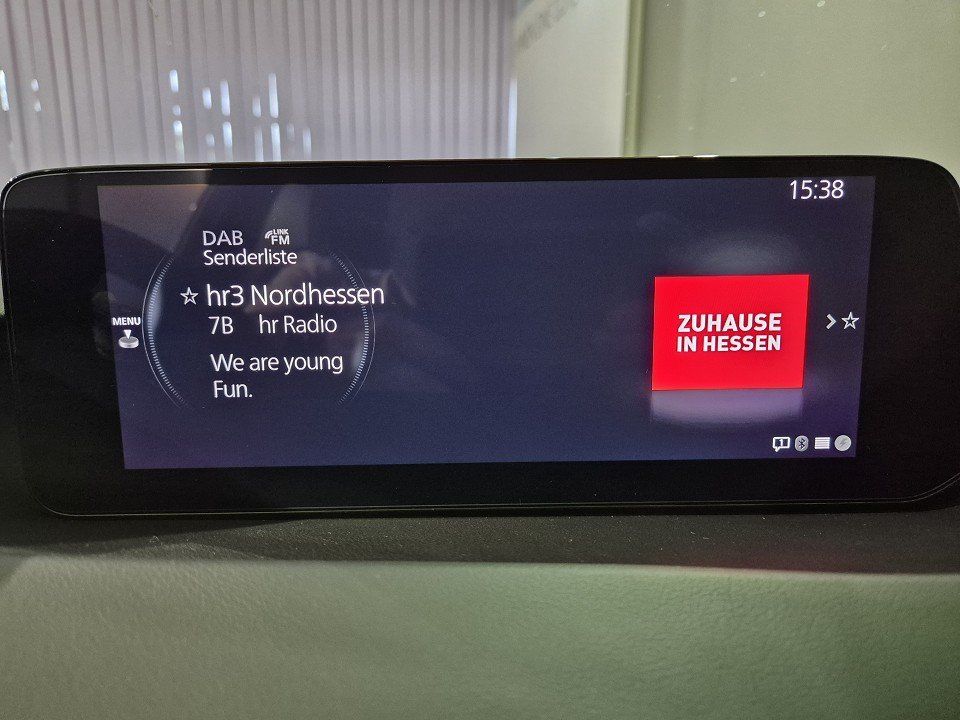 15:38
DAB LINK FM
Senderliste
hr3 Nordhessen
7B hr Radio
We are young
Fun.
MENU
ZUHAUSE
IN HESSEN
1